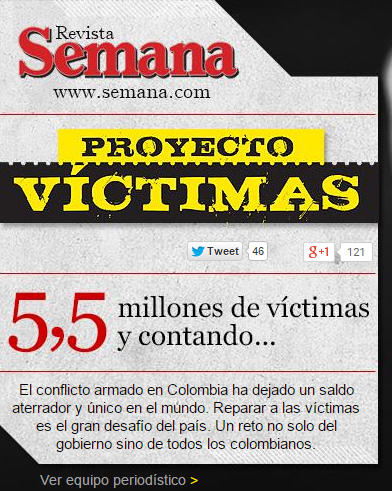 Revista
Semana
www.semana.com
PROYECTO
VÍCTIMAS
Tweet 46
g+1 121
5,5 millones de víctimas
y contando...
El conflicto armado en Colombia ha dejado un saldo
aterrador y único en el múndo. Reparar a las víctimas
es el gran desafío del país. Un reto no solo del
gobierno sino de todos los colombianos.
Ver equipo periodístico >